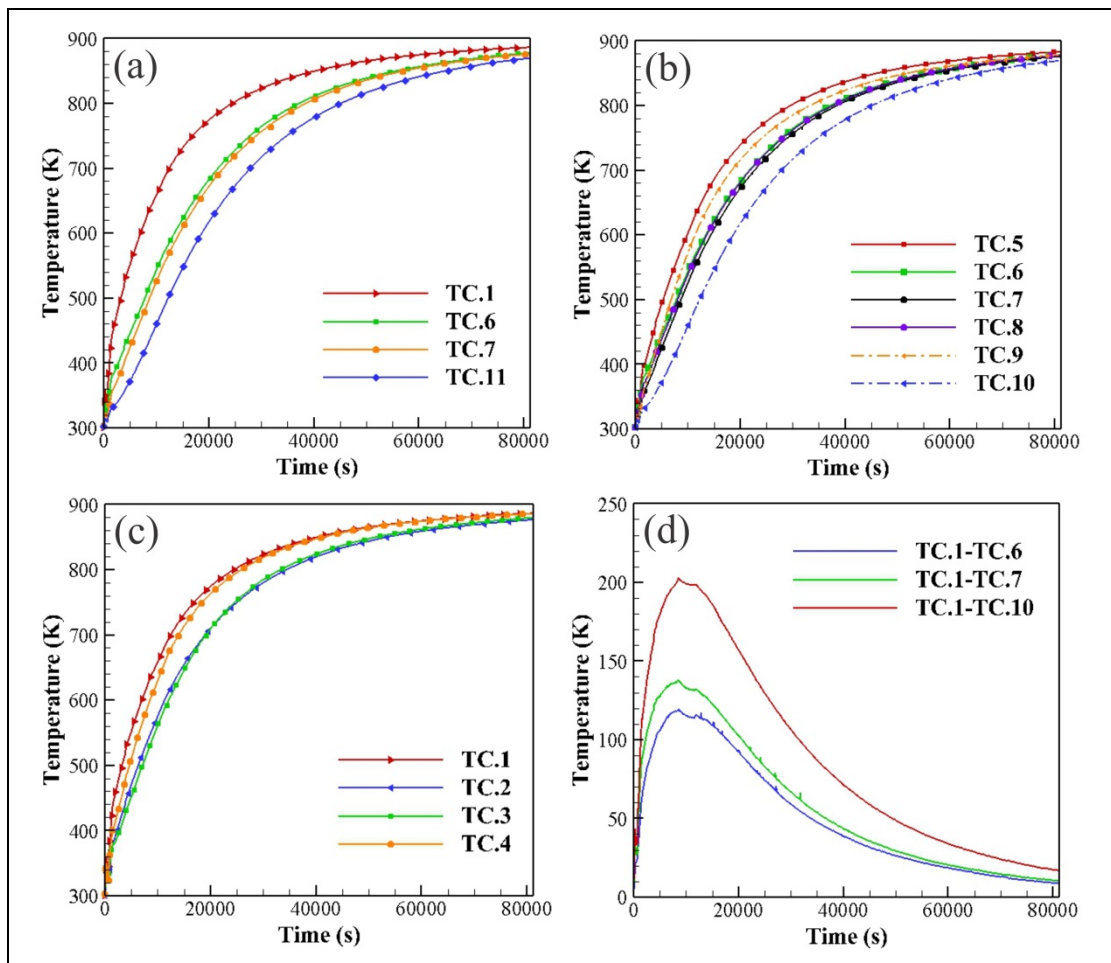 (a)
Temperature (K)
900
800
700
600
500
400
300
TC.1
TC.6
TC.7
TC.11
0 20000 40000 60000 80000
Time (s)
(b)
Temperature (K)
900
800
700
600
500
400
300
TC.5
TC.6
TC.7
TC.8
TC.9
TC.10
0 20000 40000 60000 80000
Time (s)
(c)
Temperature (K)
900
800
700
600
500
400
300
TC.1
TC.2
TC.3
TC.4
0 20000 40000 60000 80000
Time (s)
(d)
Temperature (K)
250
200
150
100
50
0
TC.1-TC.6
TC.1-TC.7
TC.1-TC.10
0 20000 40000 60000 80000
Time (s)